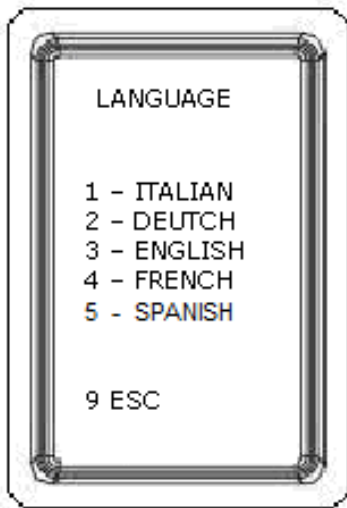 LANGUAGE
1 – ITALIAN
2 – DEUTCH
3 – ENGLISH
4 – FRENCH
5 - SPANISH
9 ESC